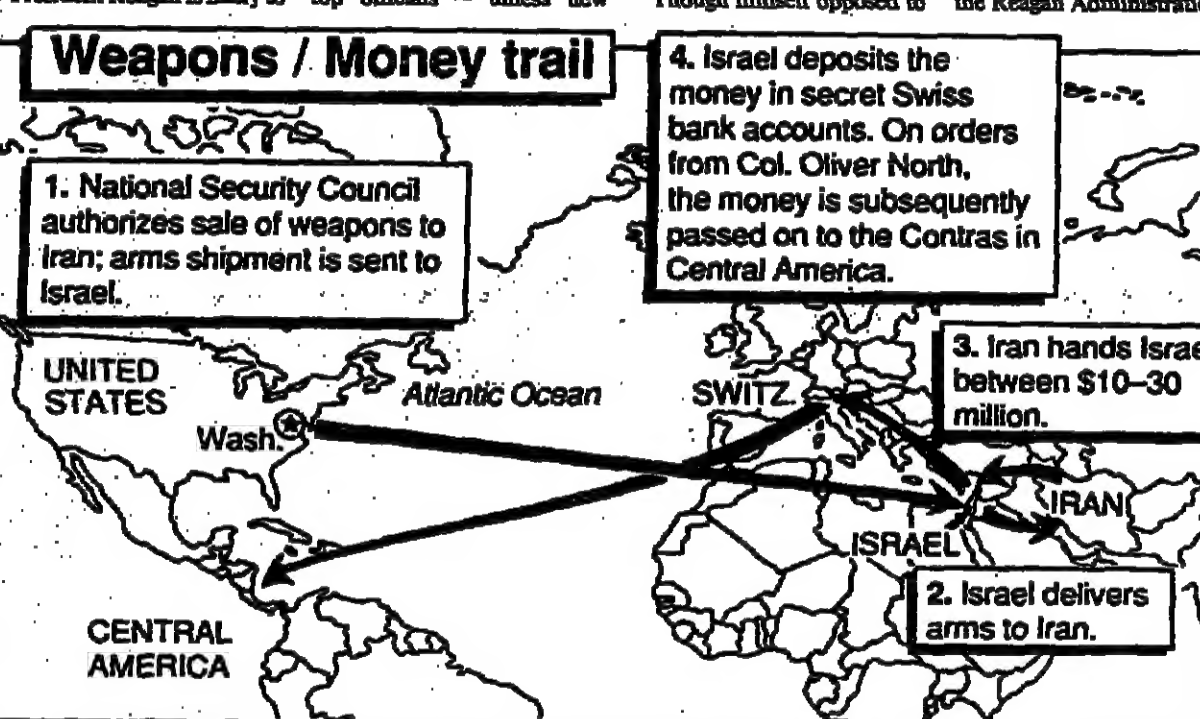 Weapons / Money trail
1. National Security Council
authorizes sale of weapons to
Iran; arms shipment is sent to
Israel.
4. Israel deposits the
money in secret Swiss
bank accounts. On orders
from Col. Oliver North,
the money is subsequently
passed on to the Contras in
Central America.
3. Iran hands Israe
between $10–30
million.
UNITED
STATES
Wash.
Atlantic Ocean
SWITZ.
IRAN
ISRAEL
2. Israel delivers
arms to Iran.
CENTRAL
AMERICA